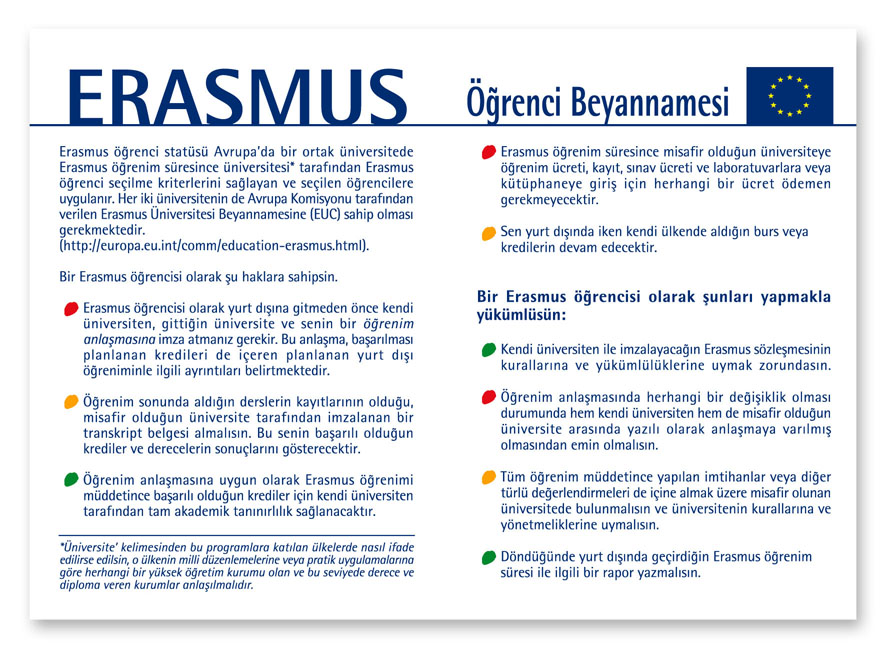 ERASMUS
Öğrenci Beyannamesi
Erasmus öğrenci statüsü Avrupa'da bir ortak üniversitede
Erasmus öğrenim süresince üniversitesi* tarafından Erasmus
öğrenci seçilme kriterlerini sağlayan ve seçilen öğrencilere
uygulanır. Her iki üniversitenin de Avrupa Komisyonu tarafından
verilen Erasmus Üniversitesi Beyannamesine (EUC) sahip olması
gerekmektedir.
(http://europa.eu.int/comm/education-erasmus.html).
Bir Erasmus öğrencisi olarak şu haklara sahipsin.
Erasmus öğrencisi olarak yurt dışına gitmeden önce kendi
üniversiten, gittiğin üniversite ve senin bir öğrenim
anlaşmasına imza atmanız gerekir. Bu anlaşma, başarılması
planlanan kredileri de içeren planlanan yurt dışı
öğreniminle ilgili ayrıntıları belirtmektedir.
Öğrenim sonunda aldığın derslerin kayıtlarının olduğu,
misafir olduğun üniversite tarafından imzalanan bir
transkript belgesi almalısın. Bu senin başarılı olduğun
krediler ve derecelerin sonuçlarını gösterecektir.
Öğrenim anlaşmasına uygun olarak Erasmus öğrenimi
müddetince başarılı olduğun krediler için kendi üniversiten
tarafından tam akademik tanınırlılık sağlanacaktır.
*Üniversite' kelimesinden bu programlara katılan ülkelerde nasıl ifade
edilirse edilsin, o ülkenin milli düzenlemelerine veya pratik uygulamalarına
göre herhangi bir yüksek öğretim kurumu olan ve bu seviyede derece ve
diploma veren kurumlar anlaşılmalıdır.
Erasmus öğrenim süresince misafir olduğun üniversiteye
öğrenim ücreti, kayıt, sınav ücreti ve laboratuvarlara veya
kütüphaneye giriş için herhangi bir ücret ödemen
gerekmeyecektir.
Sen yurt dışında iken kendi ülkende aldığın burs veya
kredilerin devam edecektir.
Bir Erasmus öğrencisi olarak şunları yapmakla
yükümlüsün:
Kendi üniversiten ile imzalayacağın Erasmus sözleşmesinin
kurallarına ve yükümlülüklerine uymak zorundasın.
Öğrenim anlaşmasında herhangi bir değişiklik olması
durumunda hem kendi üniversiten hem de misafir olduğun
üniversite arasında yazılı olarak anlaşmaya varılmış
olmasından emin olmalısın.
Tüm öğrenim müddetince yapılan imtihanlar veya diğer
türlü değerlendirmeleri de içine almak üzere misafir olunan
üniversitede bulunmalısın ve üniversitenin kurallarına ve
yönetmeliklerine uymalısın.
Döndüğünde yurt dışında geçirdiğin Erasmus öğrenim
süresi ile ilgili bir rapor yazmalısın.